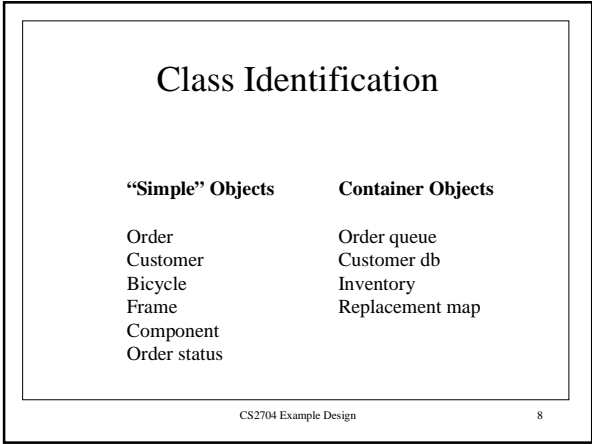 Class Identification
“Simple” Objects
Order
Customer
Bicycle
Frame
Component
Order status
Container Objects
Order queue
Customer db
Inventory
Replacement map
CS2704 Example Design
8